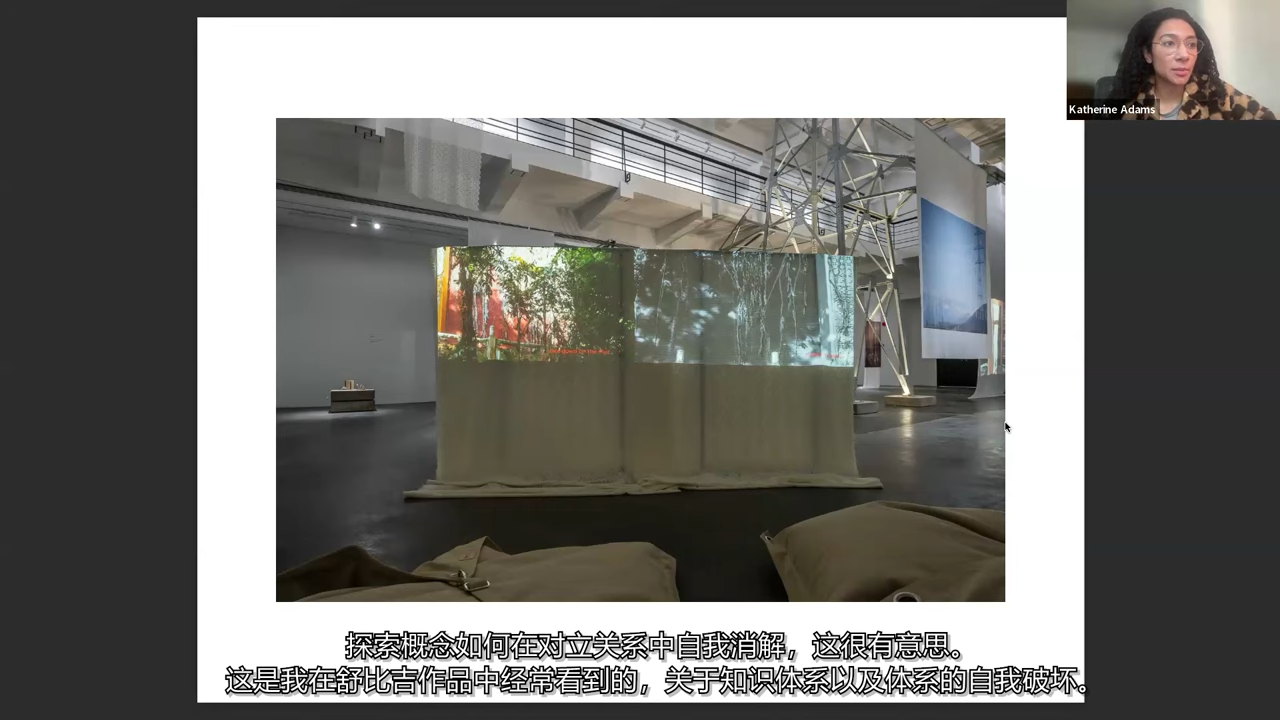 Katherine Adams
探索概念如何在对立关系中自我消解，这很有意思。
这是我在舒比吉作品中经常看到的，关于知识体系以及体系的自我破坏。